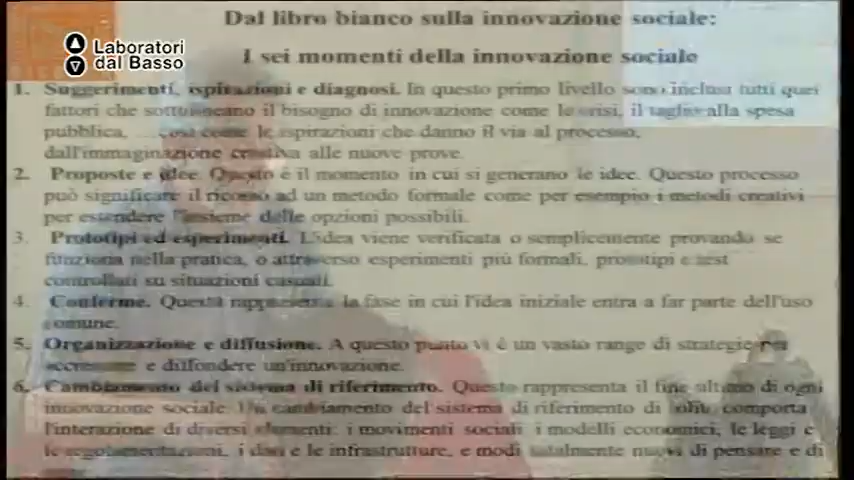 Laboratori
dal Basso
Dal libro bianco sulla innovazione sociale:
I sei momenti della innovazione sociale
1. Suggerimenti, ispirazioni e diagnosi. In questo primo livello sono inclusi tutti quei
fattori che sottolineano il bisogno di innovazione come le crisi, il taglio alla spesa
pubblica, ... così come le ispirazioni che danno il via al processo,
dall'immaginazione creativa alle nuove prove.
2. Proposte e idee. Questo è il momento in cui si generano le idee. Questo processo
può significare il ricorso ad un metodo formale come per esempio i metodi creativi
per estendere l'insieme delle opzioni possibili.
3. Prototipi ed esperimenti. L'idea viene verificata o semplicemente provando se
funziona nella pratica, o attraverso esperimenti più formali, prototipi e test
controllati su situazioni casuali.
4. Conferme. Questa rappresenta la fase in cui l'idea iniziale entra a far parte dell'uso
comune.
5. Organizzazione e diffusione. A questo punto vi è un vasto range di strategie per
accrescere e diffondere un'innovazione.
6. Cambiamento del sistema di riferimento. Questo rappresenta il fine ultimo di ogni
innovazione sociale. Un cambiamento del sistema di riferimento di solito comporta
l'interazione di diversi elementi: i movimenti sociali i modelli economici, le leggi e
le regolamentazioni, i dati e le infrastrutture, e modi totalmente nuovi di pensare e di